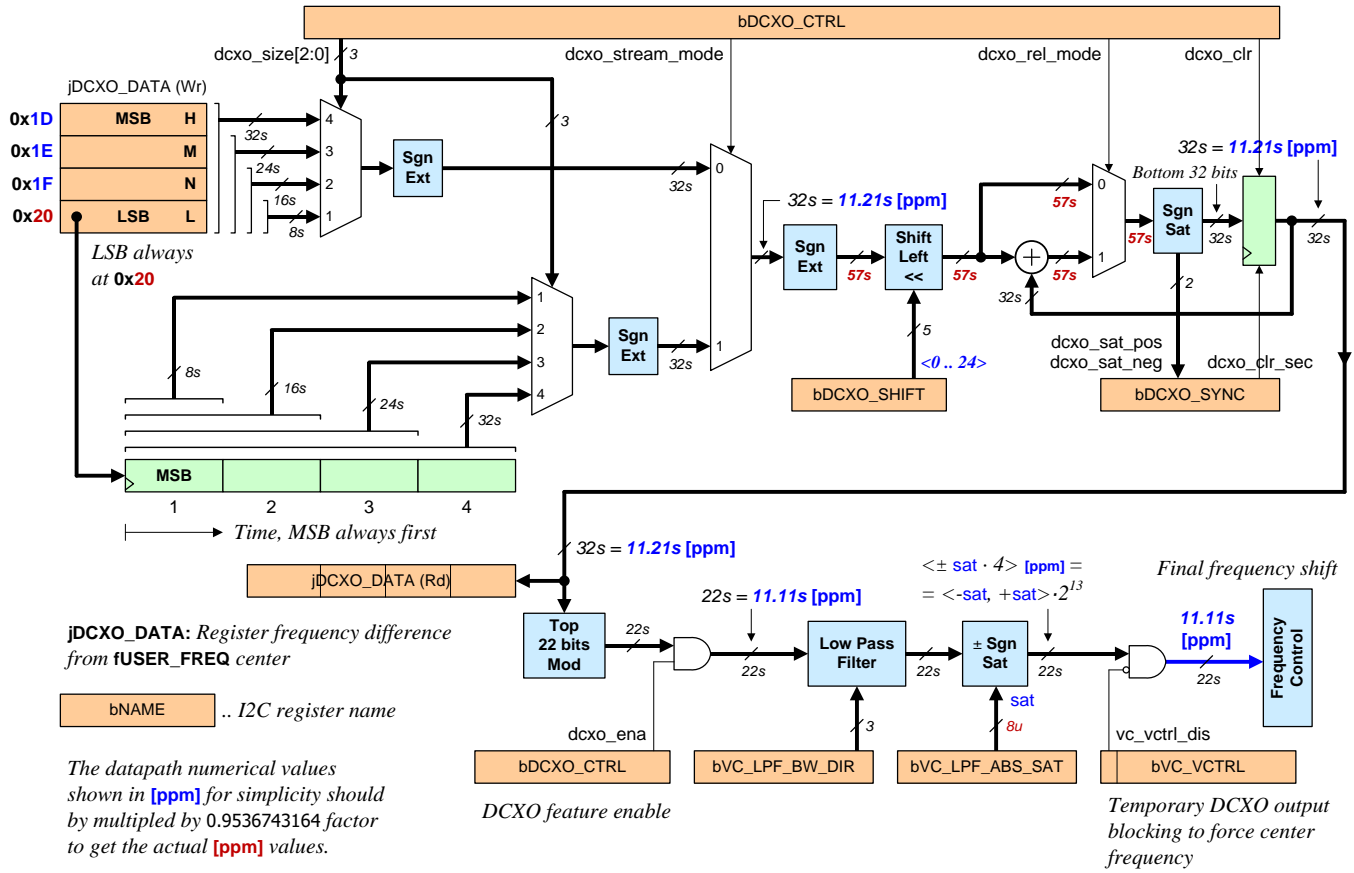 bDCXO_CTRL
dcxo_size[2:0]
3
dcxo_stream_mode
dcxo_rel_mode
dcxo_clr
jDCXO_DATA (Wr)
0x1D
MSB H
0x1E
M
0x1F
N
0x20
LSB L
32s
24s
16s
8s
4
3
2
1
3
Sgn
Ext
32s
0
1
LSB always
at 0x20
32s = 11.21s [ppm]
Sgn
Ext
57s
Shift
Left
<<
57s
5
<0 .. 24>
bDCXO_SHIFT
57s
57s
32s
0
1
57s
Sgn
Sat
Bottom 32 bits
32s
32s = 11.21s [ppm]
32s
2
dcxo_sat_pos
dcxo_sat_neg
dcxo_clr_sec
bDCXO_SYNC
1
2
3
4
Sgn
Ext
32s
8s
16s
24s
32s
MSB
1 2 3 4
Time, MSB always first
32s = 11.21s [ppm]
jDCXO_DATA (Rd)
jDCXO_DATA: Register frequency difference
from fUSER_FREQ center
bNAME .. I2C register name
The datapath numerical values
shown in [ppm] for simplicity should
by multipled by 0.9536743164 factor
to get the actual [ppm] values.
Top
22 bits
Mod
22s
22s = 11.11s [ppm]
22s
Low Pass
Filter
22s
<± sat · 4> [ppm] =
= <-sat, +sat>·2¹³
± Sgn
Sat
22s
sat
8u
3
dcxo_ena
bDCXO_CTRL
DCXO feature enable
bVC_LPF_BW_DIR
bVC_LPF_ABS_SAT
vc_vctrl_dis
bVC_VCTRL
Temporary DCXO output
blocking to force center
frequency
Final frequency shift
11.11s
[ppm]
22s
Frequency
Control